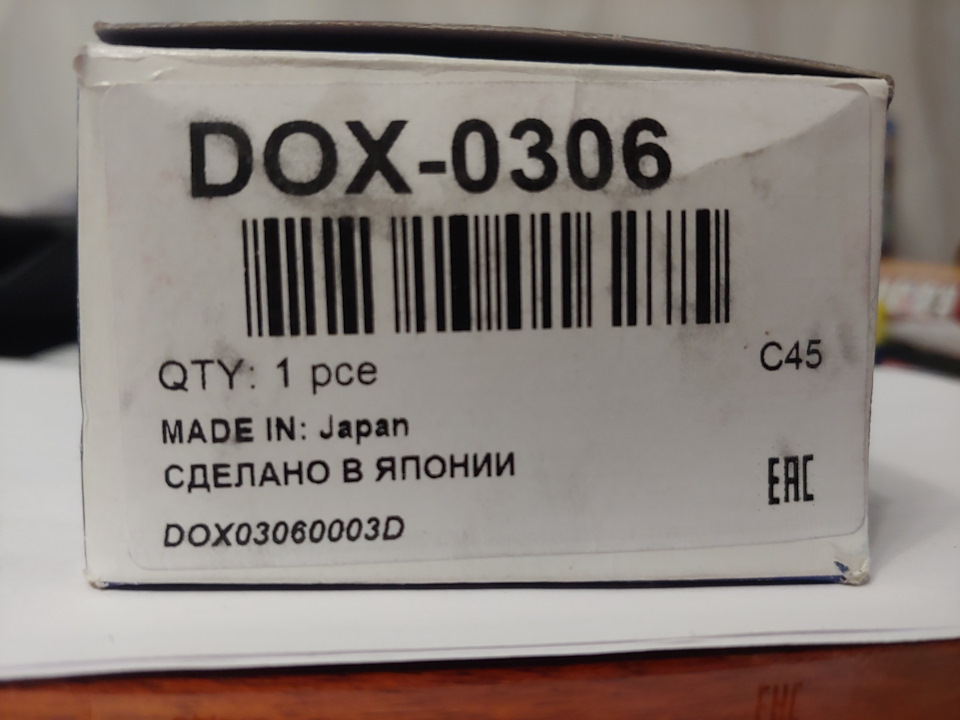 DOX-0306
QTY: 1 pce
C45
MADE IN: Japan
СДЕЛАНО В ЯПОНИИ
EAC
DOX03060003D